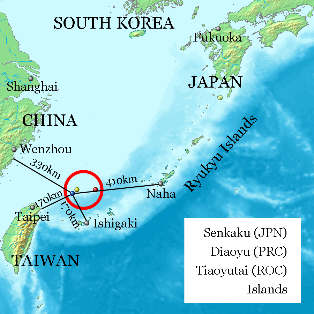 SOUTH KOREA
Fukuoka
JAPAN
Shanghai
CHINA
Wenzhou
330km
410km
170km
170km
Naha
Ryukyu Islands
Taipei
Ishigaki
TAIWAN
Senkaku (JPN)
Diaoyu (PRC)
Tiaoyutai (ROC)
Islands